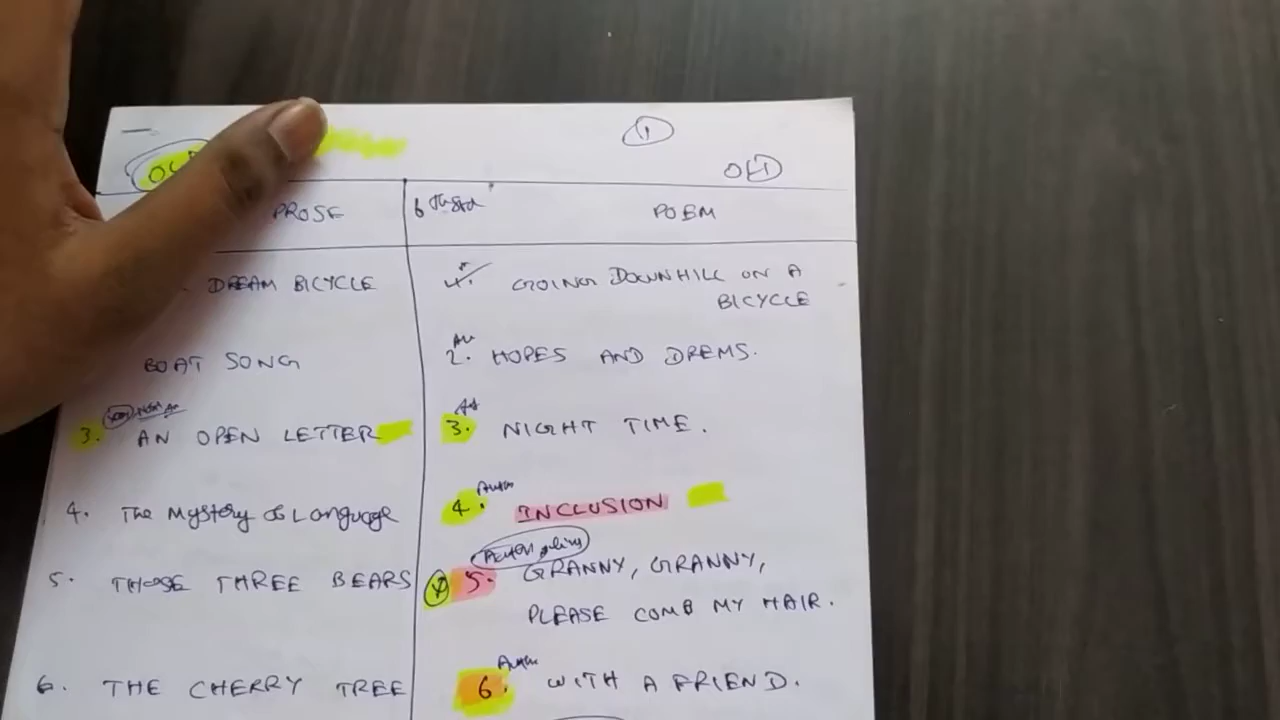 1
OLD
PROSE
6
POEM
DREAM BICYCLE
1. GOING DOWNHILL ON A
BICYCLE
BOAT SONG
2. HOPES AND DREMS.
3. AN OPEN LETTER
3. NIGHT TIME.
4. The Mystery of Language
4. INCLUSION
5. THOSE THREE BEARS
5. GRANNY, GRANNY,
PLEASE COMB MY HAIR.
6. THE CHERRY TREE
6. WITH A FRIEND.